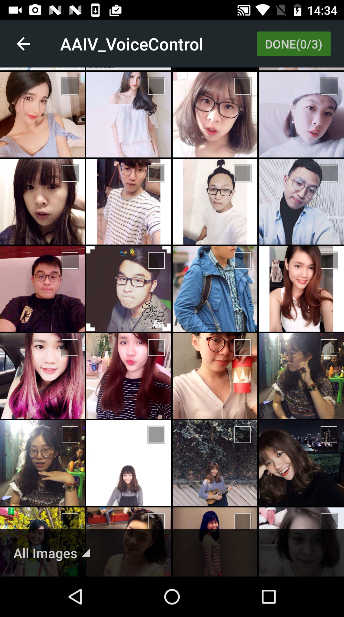 14:34
AAIV_VoiceControl
DONE(0/3)
All Images